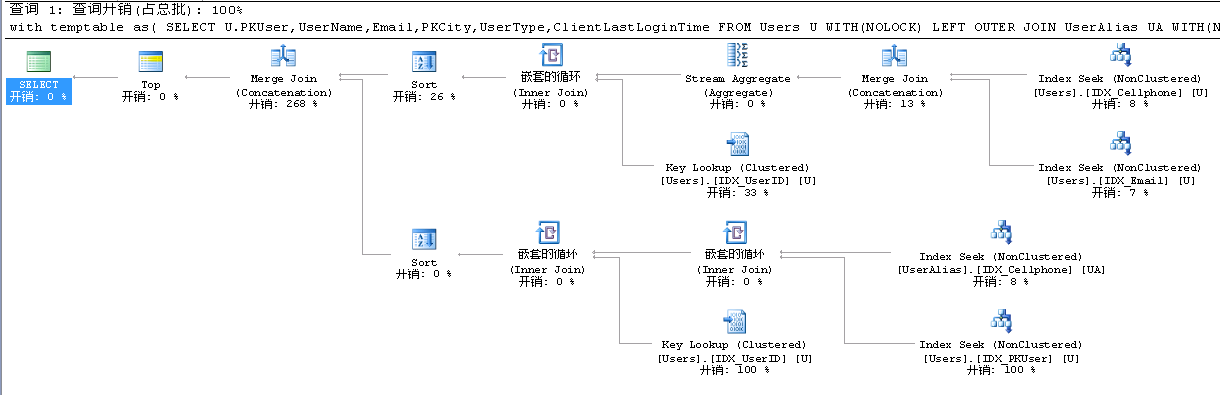 查询 1: 查询开销(占总批): 100%
with temptable as( SELECT U.PKUser,UserName,Email,PKCity,UserType,ClientLastLoginTime FROM Users U WITH(NOLOCK) LEFT OUTER JOIN UserAlias UA WITH(N
SELECT
开销: 0 %
Top
开销: 0 %
Merge Join
(Concatenation)
开销: 268 %
Sort
开销: 26 %
嵌套的循环
(Inner Join)
开销: 0 %
Stream Aggregate
(Aggregate)
开销: 0 %
Merge Join
(Concatenation)
开销: 13 %
Index Seek (NonClustered)
[Users].[IDX_Cellphone] [U]
开销: 8 %
Key Lookup (Clustered)
[Users].[IDX_UserID] [U]
开销: 33 %
Index Seek (NonClustered)
[Users].[IDX_Email] [U]
开销: 7 %
Sort
开销: 0 %
嵌套的循环
(Inner Join)
开销: 0 %
嵌套的循环
(Inner Join)
开销: 0 %
Index Seek (NonClustered)
[UserAlias].[IDX_Cellphone] [UA]
开销: 8 %
Key Lookup (Clustered)
[Users].[IDX_UserID] [U]
开销: 100 %
Index Seek (NonClustered)
[Users].[IDX_PKUser] [U]
开销: 100 %